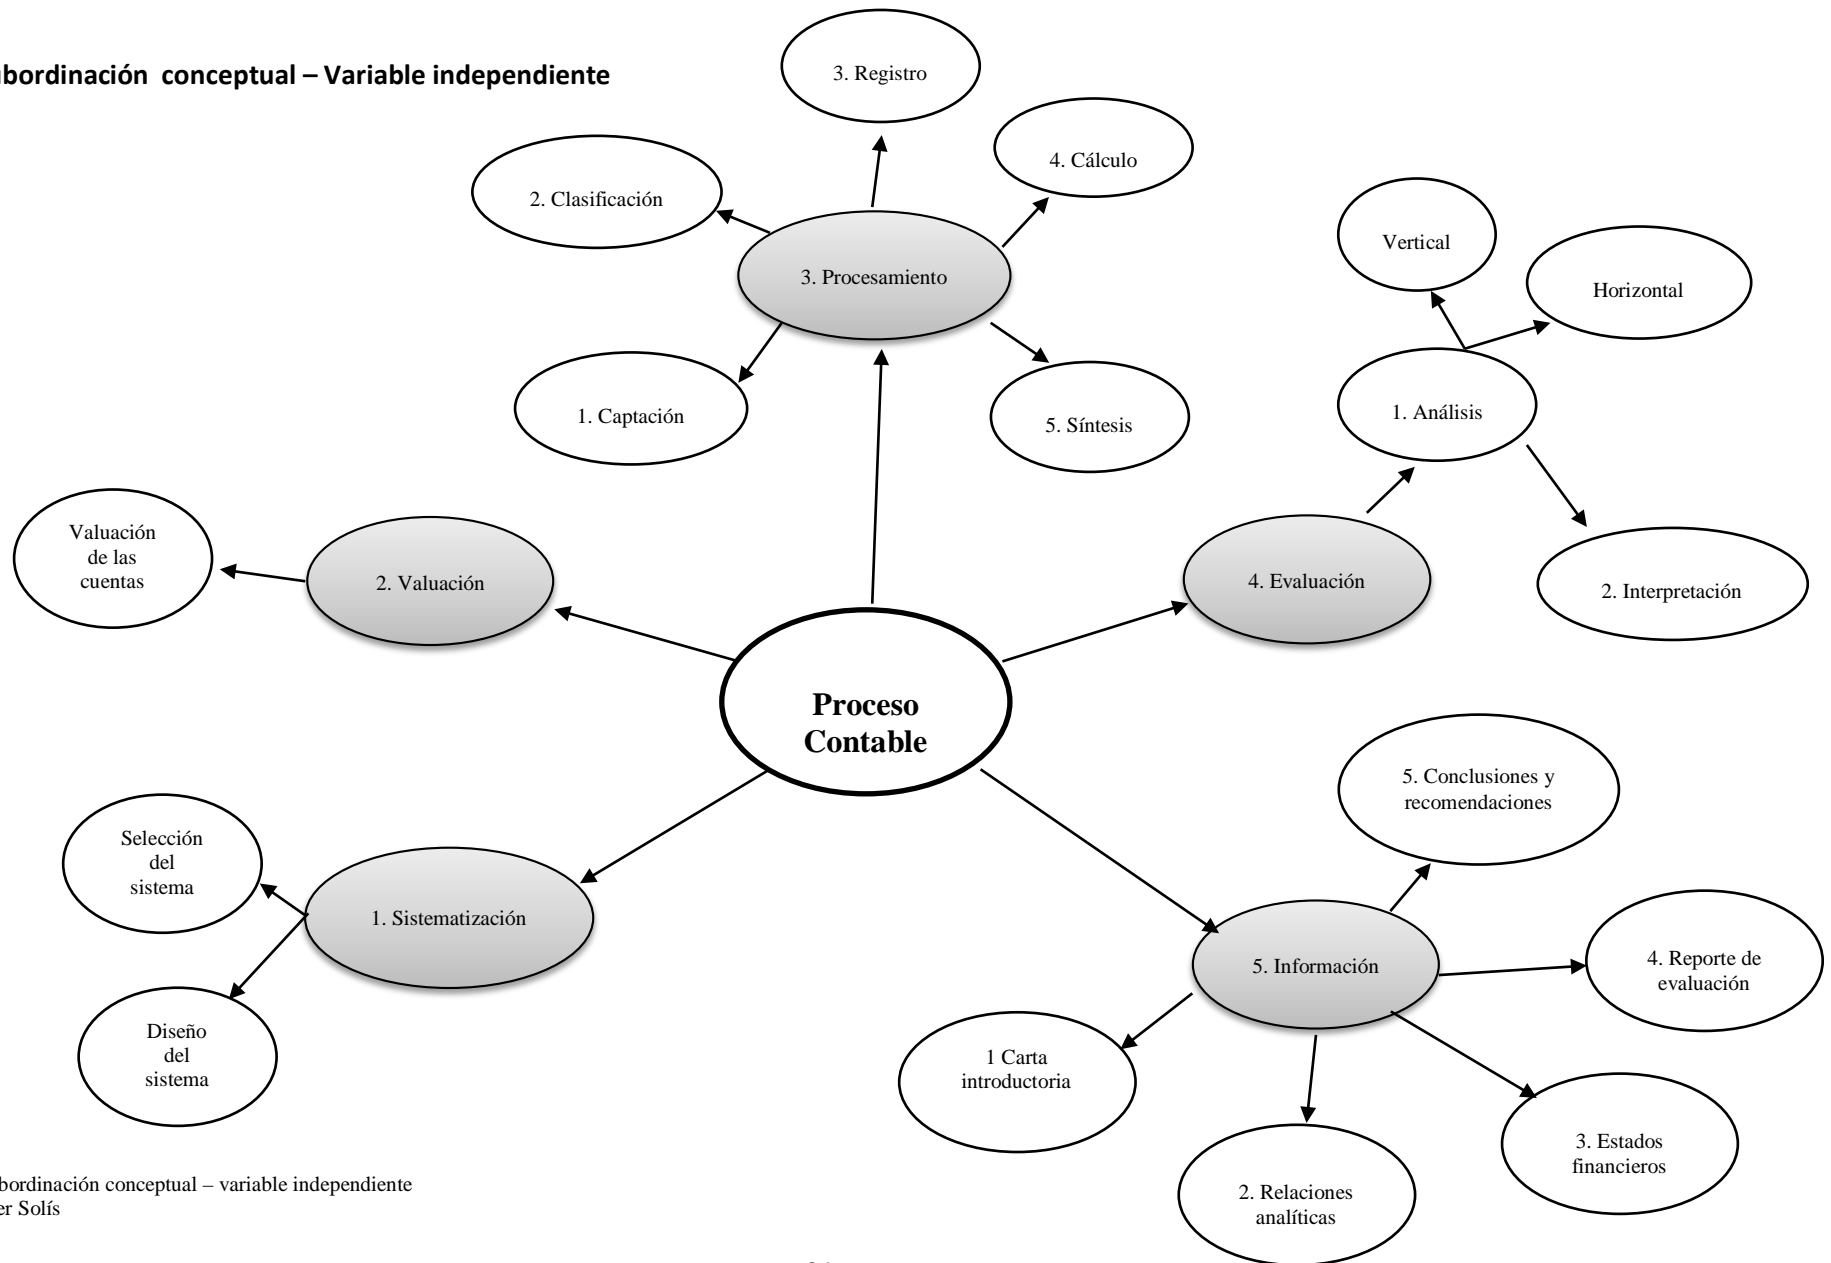 bordinación  conceptual – Variable independiente
3. Registro
4. Cálculo
2. Clasificación
3. Procesamiento
1. Captación
5. Síntesis
Vertical
Horizontal
1. Análisis
2. Interpretación
4. Evaluación
Valuación
de las
cuentas
2. Valuación
Proceso
Contable
Selección
del
sistema
1. Sistematización
Diseño
del
sistema
5. Conclusiones y
recomendaciones
5. Información
4. Reporte de
evaluación
1 Carta
introductoria
3. Estados
financieros
2. Relaciones
analíticas
bordinación conceptual – variable independiente
er Solís